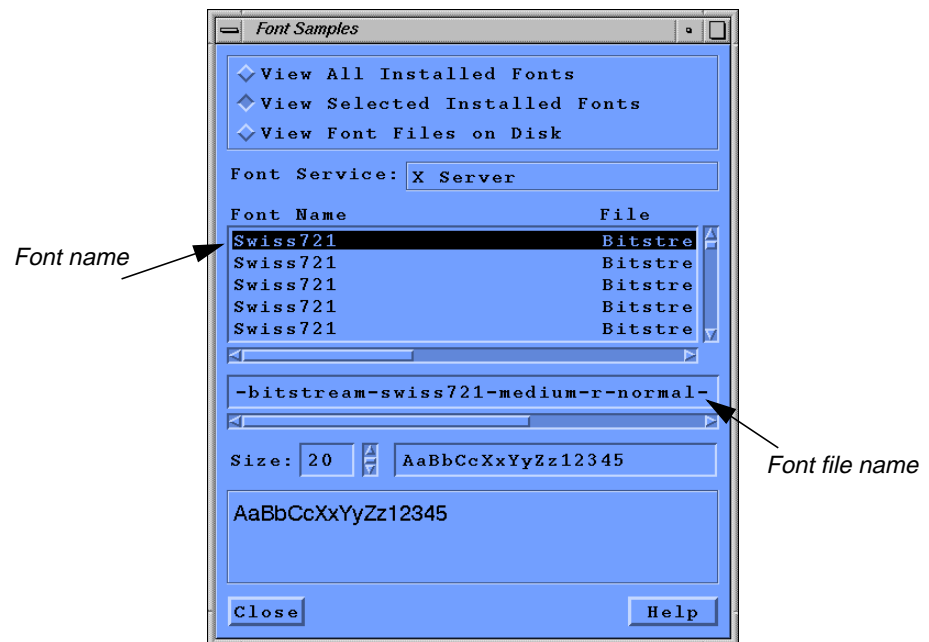 Font Samples
View All Installed Fonts
View Selected Installed Fonts
View Font Files on Disk
Font Service: X Server
Font Name File
Swiss721 Bitstre
Font name
Swiss721 Bitstre
Swiss721 Bitstre
Swiss721 Bitstre
Swiss721 Bitstre
-bitstream-swiss721-medium-r-normal-
Size: 20 AaBbCcXxYyZz12345
Font file name
AaBbCcXxYyZz12345
Close Help